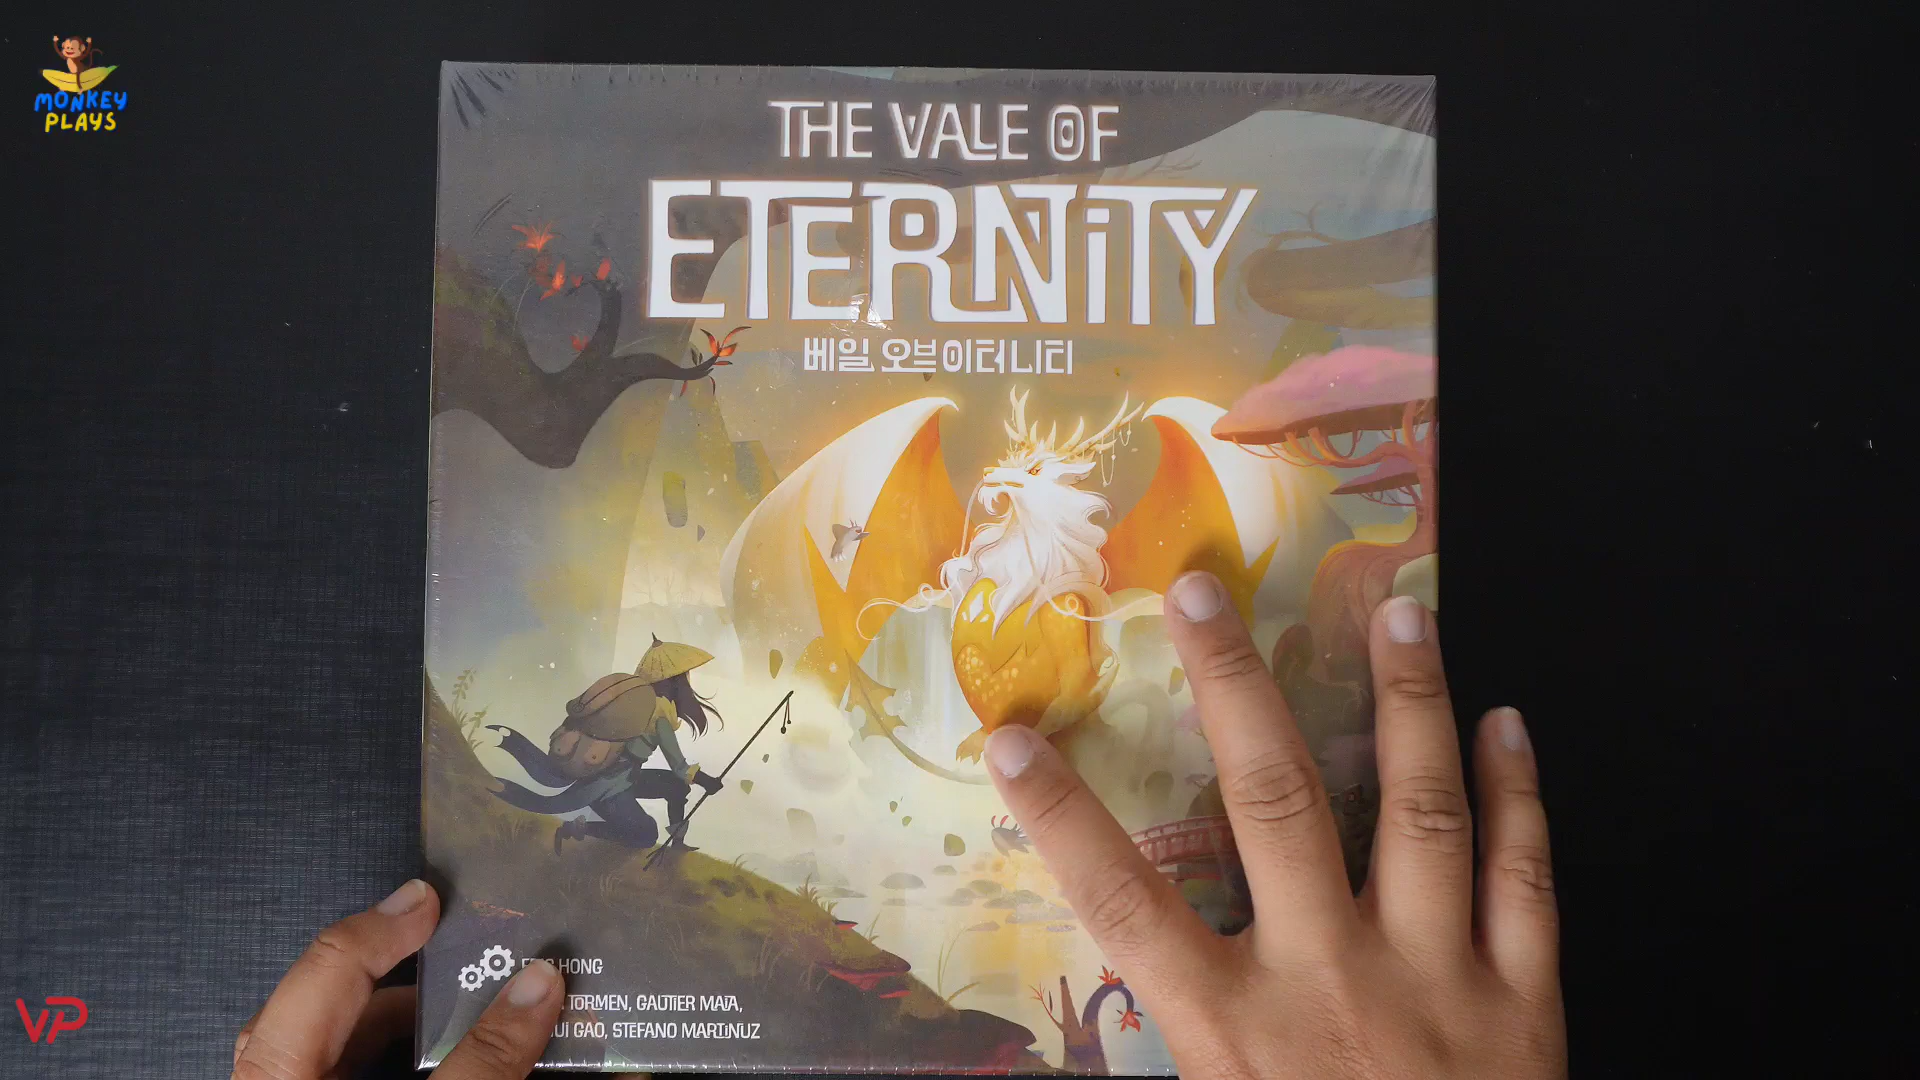 MONKEY
PLAYS
THE VALE OF
ETERNITY
베일 오브 이터니티
HONG
TORMEN, GAUTIER MAIA,
GAO, STEFANO MARTINUZ
VP